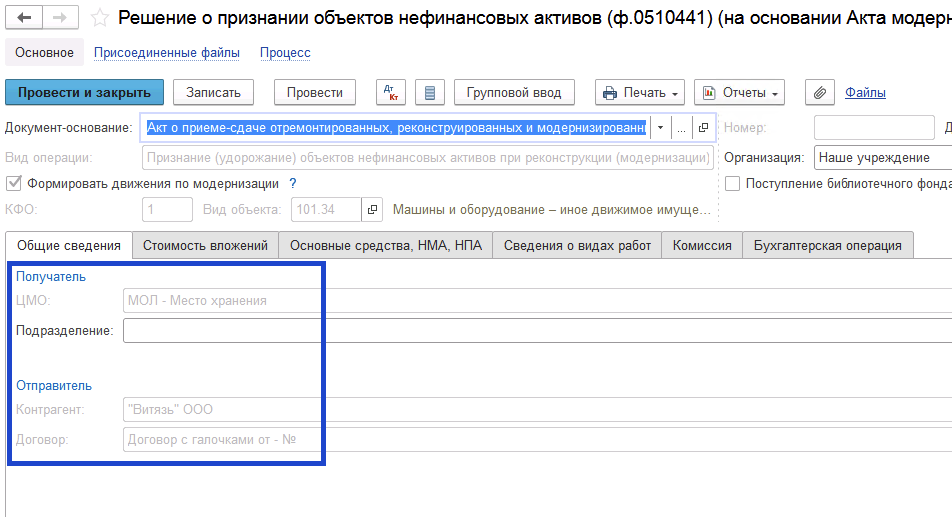 Решение о признании объектов нефинансовых активов (ф.0510441) (на основании Акта модерн
Основное Присоединенные файлы Процесс
Провести и закрыть Записать Провести Дт Кт Групповой ввод Печать Отчеты Файлы
Документ-основание: Акт о приеме-сдаче отремонтированных, реконструированных и модернизированн ... Номер: Д
Вид операции: Признание (удорожание) объектов нефинансовых активов при реконструкции (модернизации) Организация: Наше учреждение
Формировать движения по модернизации ? Поступление библиотечного фонда
КФО: 1 Вид объекта: 101.34 Машины и оборудование – иное движимое имуще...
Общие сведения Стоимость вложений Основные средства, НМА, НПА Сведения о видах работ Комиссия Бухгалтерская операция
Получатель
ЦМО: МОЛ - Место хранения
Подразделение:
Отправитель
Контрагент: "Витязь" ООО
Договор: Договор с галочками от - №